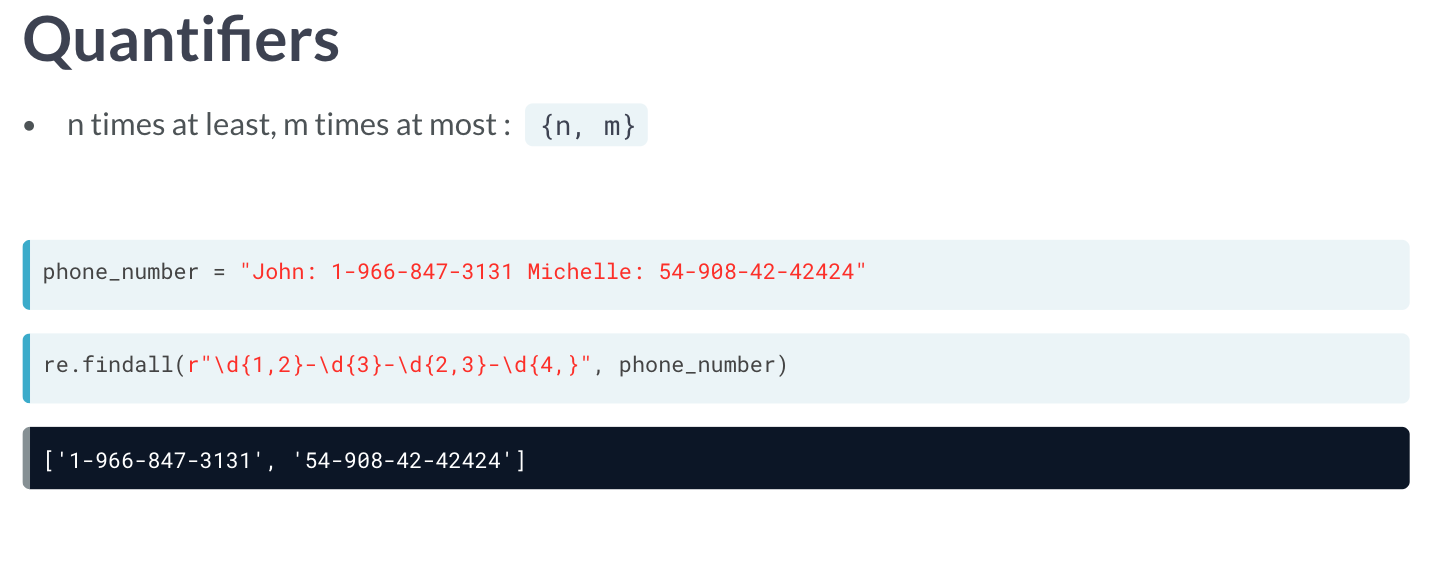 Quantifiers
• n times at least, m times at most : {n, m}
phone_number = "John: 1-966-847-3131 Michelle: 54-908-42-42424"
re.findall(r"\d{1,2}-\d{3}-\d{2,3}-\d{4,}", phone_number)
['1-966-847-3131', '54-908-42-42424']